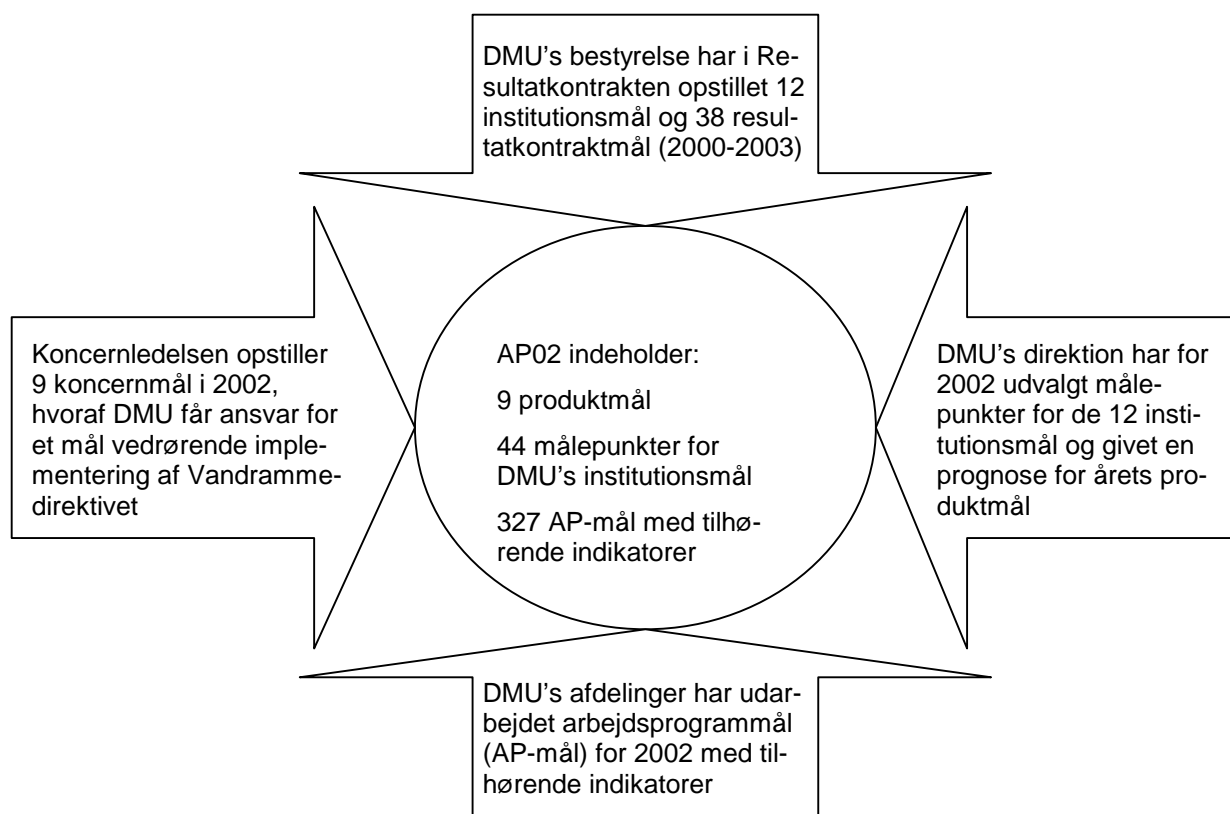 DMU’s bestyrelse har i Re-
sultatkontrakten opstillet 12
institutionsmål og 38 resul-
tatkontraktmål (2000-2003)
Koncernledelsen opstiller
9 koncernmål i 2002,
hvoraf DMU får ansvar for
et mål vedrørende imple-
mentering af Vandramme-
direktivet
AP02 indeholder:
9 produktmål
44 målepunkter for
DMU’s institutionsmål
327 AP-mål med tilhø-
rende indikatorer
DMU’s direktion har for
2002 udvalgt måle-
punkter for de 12 insti-
tutionsmål og givet en
prognose for årets pro-
duktmål
DMU’s afdelinger har udar-
bejdet arbejdsprogrammål
(AP-mål) for 2002 med til-
hørende indikatorer